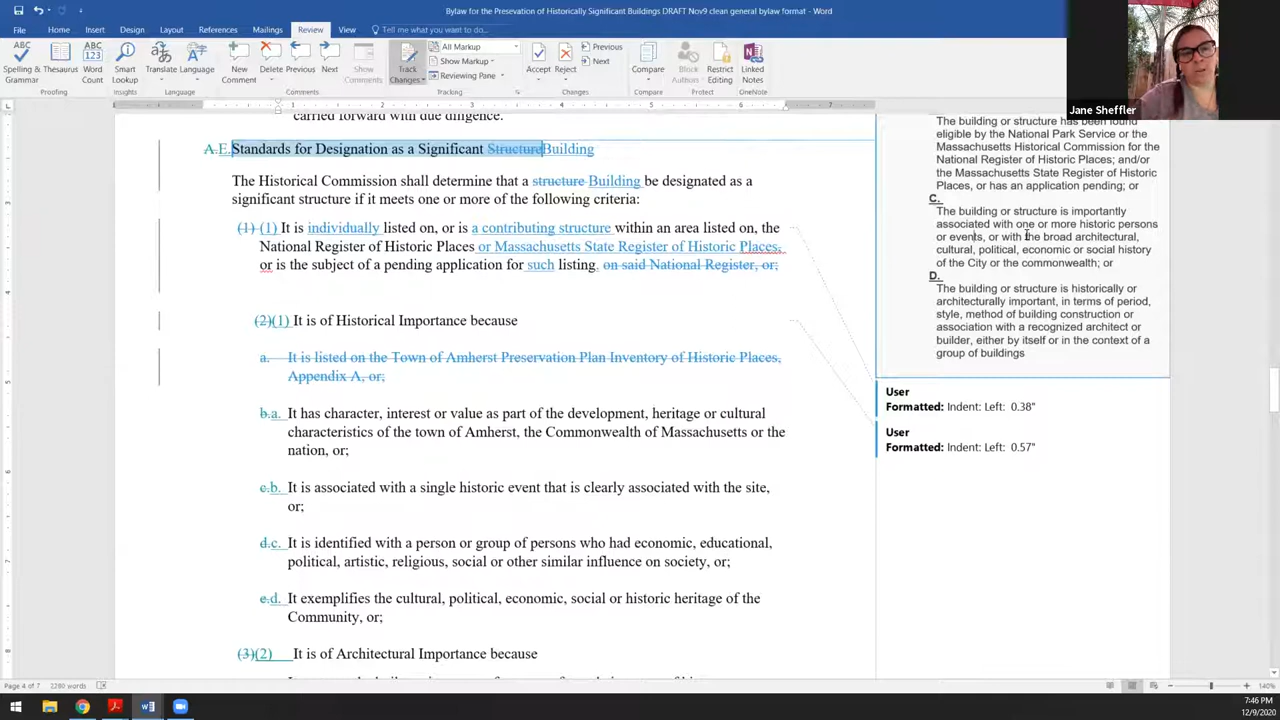 Bylaw for the Presevation of Historically Significant Buildings DRAFT Nov9 clean general bylaw format - Word
File Home Insert Design Layout References Mailings Review View Tell me what you want to do...
Spelling & Grammar Thesaurus Word Count Smart Lookup Translate Language New Comment Delete Previous Next Show Comments Track Changes All Markup Show Markup Reviewing Pane Accept Reject Previous Next Compare Block Authors Restrict Editing Linked Notes
Proofing Insights Language Comments Tracking Changes Compare Protect OneNote
Jane Sheffler
carried forward with due diligence.
A.E.Standards for Designation as a Significant StructureBuilding
The Historical Commission shall determine that a structure Building be designated as a
significant structure if it meets one or more of the following criteria:
(1) (1) It is individually listed on, or is a contributing structure within an area listed on, the
National Register of Historic Places or Massachusetts State Register of Historic Places,
or is the subject of a pending application for such listing. on said National Register, or;
(2)(1) It is of Historical Importance because
a. It is listed on the Town of Amherst Preservation Plan Inventory of Historic Places,
Appendix A, or;
b.a. It has character, interest or value as part of the development, heritage or cultural
characteristics of the town of Amherst, the Commonwealth of Massachusetts or the
nation, or;
c.b. It is associated with a single historic event that is clearly associated with the site,
or;
d.c. It is identified with a person or group of persons who had economic, educational,
political, artistic, religious, social or other similar influence on society, or;
e.d. It exemplifies the cultural, political, economic, social or historic heritage of the
Community, or;
(3)(2) It is of Architectural Importance because
The building or structure has been found
eligible by the National Park Service or the
Massachusetts Historical Commission for the
National Register of Historic Places; and/or
the Massachusetts State Register of Historic
Places, or has an application pending; or
C.
The building or structure is importantly
associated with one or more historic persons
or events, or with the broad architectural,
cultural, political, economic or social history
of the City or the commonwealth; or
D.
The building or structure is historically or
architecturally important, in terms of period,
style, method of building construction or
association with a recognized architect or
builder, either by itself or in the context of a
group of buildings
User
Formatted: Indent: Left: 0.38"
User
Formatted: Indent: Left: 0.57"
Page 4 of 7 2280 words
140%
7:46 PM
12/9/2020